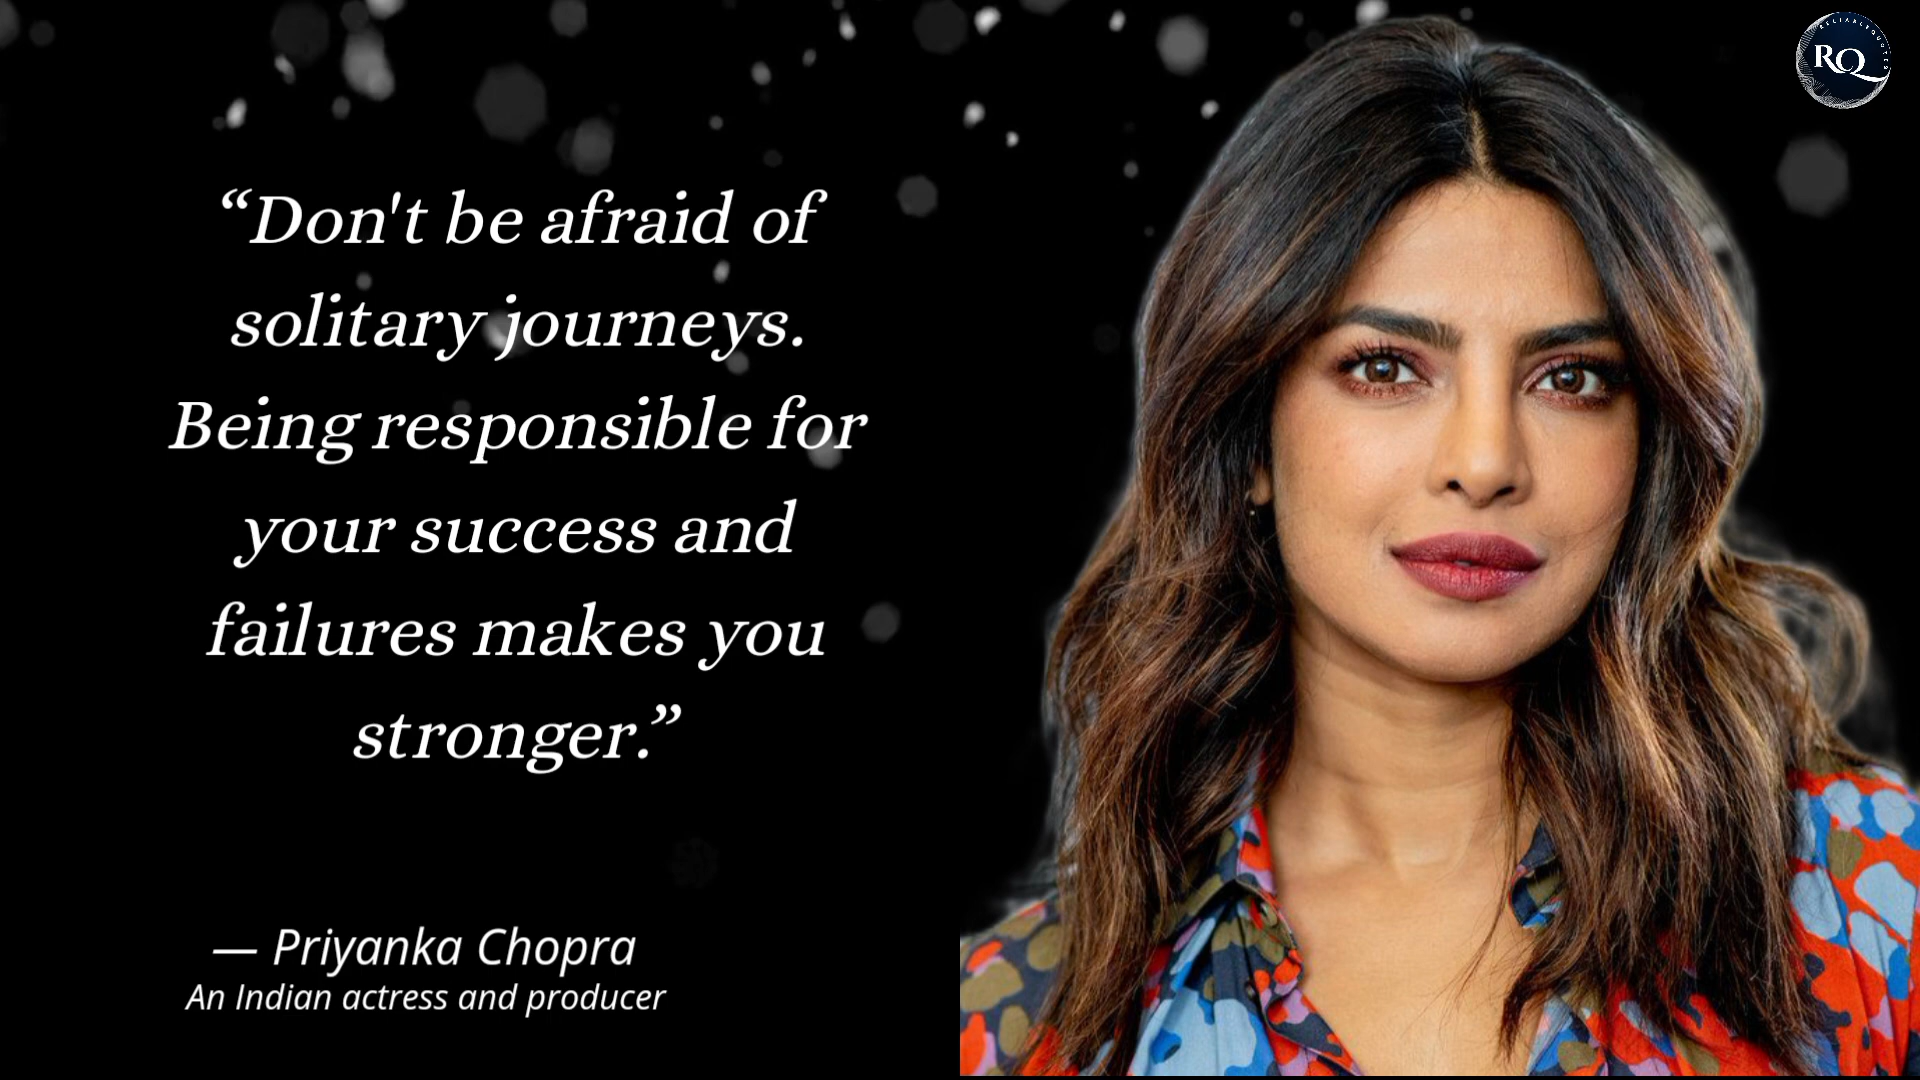 “Don't be afraid of
solitary journeys.
Being responsible for
your success and
failures makes you
stronger.”
— Priyanka Chopra
An Indian actress and producer
RELIABLEQUOTES
RQ